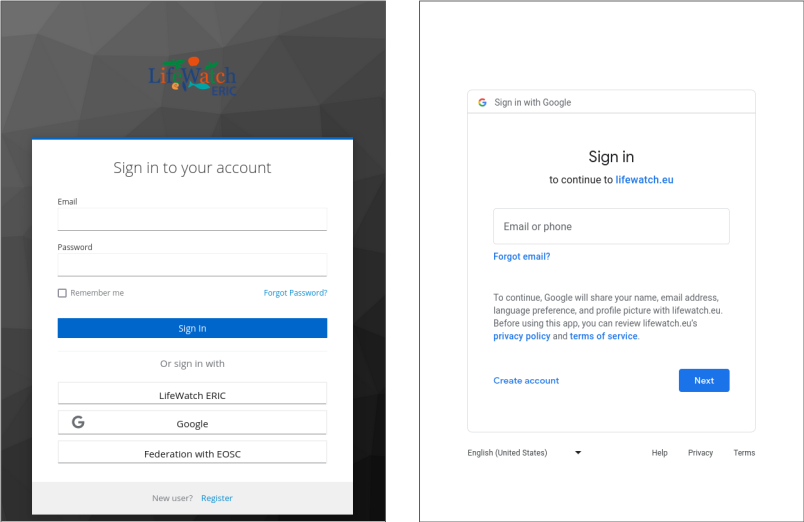 LifeWatch
ERIC
Sign in to your account
Email
Password
Remember me
Forgot Password?
Sign In
Or sign in with
LifeWatch ERIC
Google
Federation with EOSC
New user? Register
Sign in with Google
Sign in
to continue to lifewatch.eu
Email or phone
Forgot email?
To continue, Google will share your name, email address,
language preference, and profile picture with lifewatch.eu.
Before using this app, you can review lifewatch.eu's
privacy policy and terms of service.
Create account
Next
English (United States)
Help
Privacy
Terms